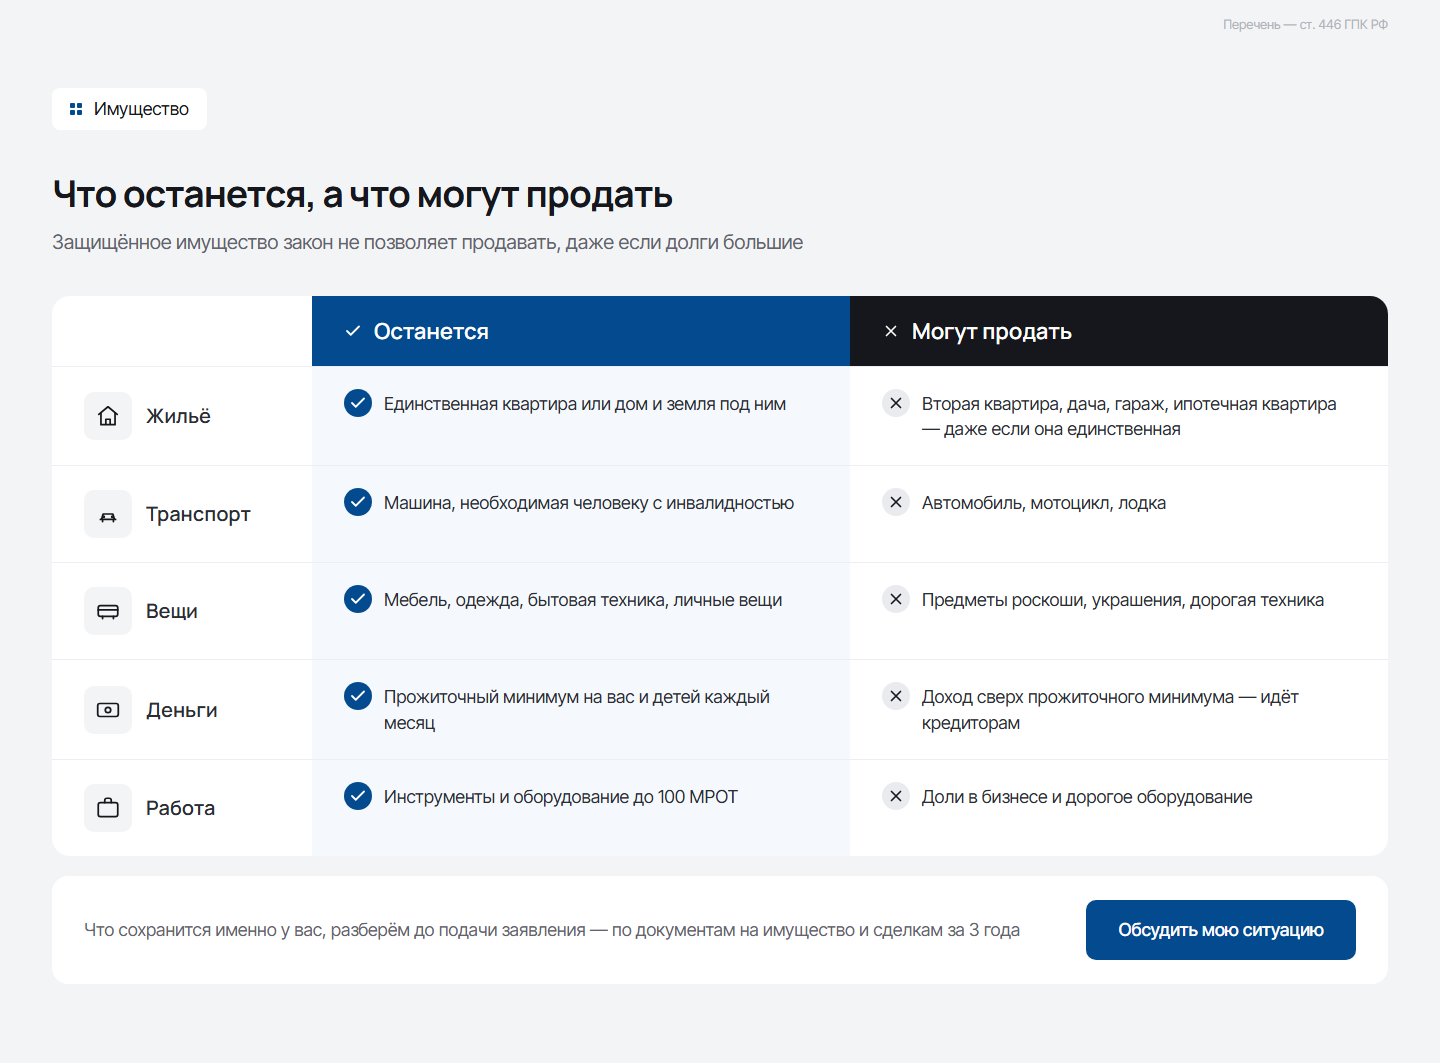 Перечень — ст. 446 ГПК РФ
Имущество
Что останется, а что могут продать
Защищённое имущество закон не позволяет продавать, даже если долги большие
Останется
Могут продать
Жильё
Единственная квартира или дом и земля под ним
Вторая квартира, дача, гараж, ипотечная квартира
— даже если она единственная
Транспорт
Машина, необходимая человеку с инвалидностью
Автомобиль, мотоцикл, лодка
Вещи
Мебель, одежда, бытовая техника, личные вещи
Предметы роскоши, украшения, дорогая техника
Деньги
Прожиточный минимум на вас и детей каждый
месяц
Доход сверх прожиточного минимума — идёт
кредиторам
Работа
Инструменты и оборудование до 100 МРОТ
Доли в бизнесе и дорогое оборудование
Что сохранится именно у вас, разберём до подачи заявления — по документам на имущество и сделкам за 3 года
Обсудить мою ситуацию